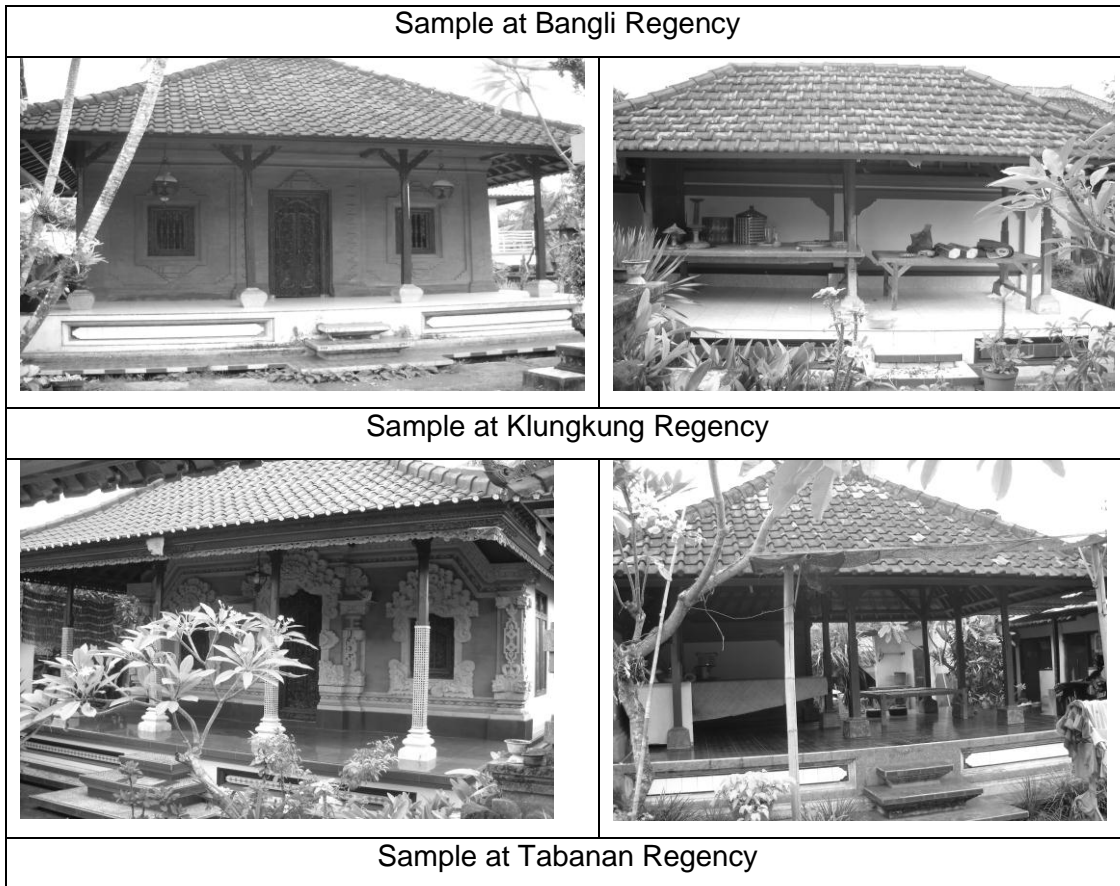 Sample at Bangli Regency
Sample at Klungkung Regency
Sample at Tabanan Regency